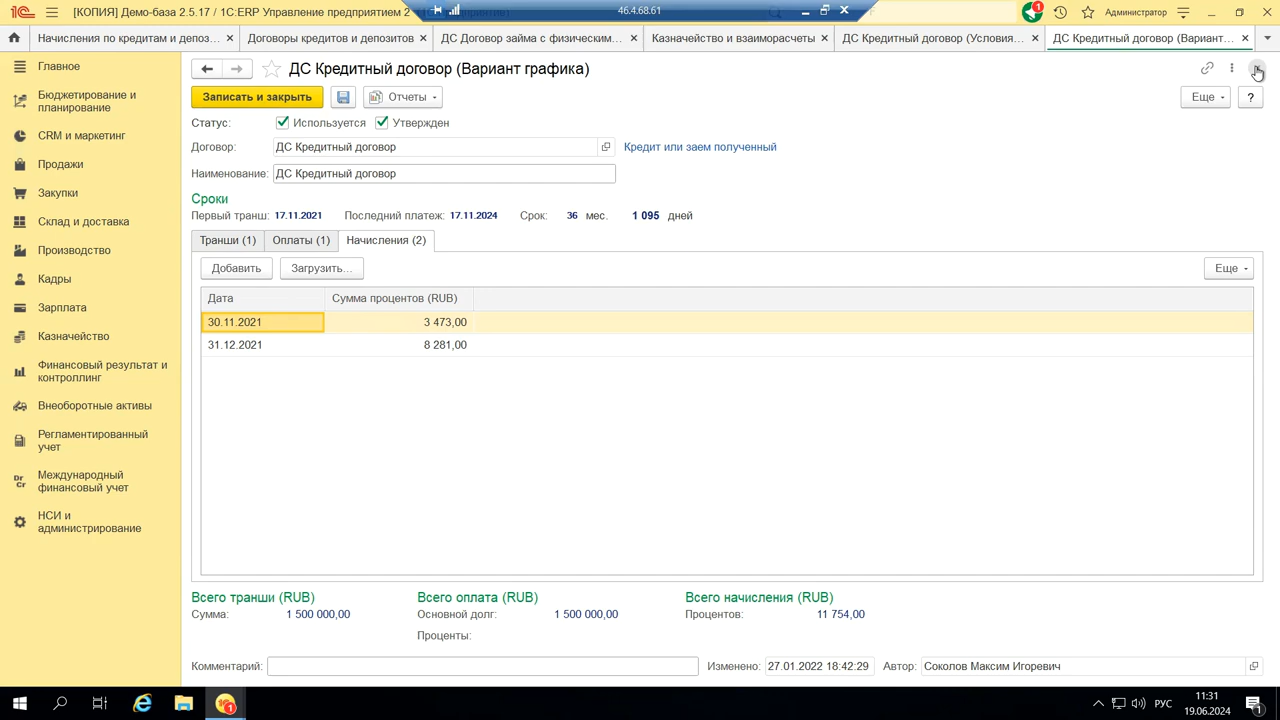 [КОПИЯ] Демо-база 2.5.17 / 1С:ERP Управление предприятием 2
46.4.68.61
1
Администратор
Начисления по кредитам и депоз...
Договоры кредитов и депозитов
ДС Договор займа с физическим...
Казначейство и взаиморасчеты
ДС Кредитный договор (Условия...
ДС Кредитный договор (Вариант...
Главное
Бюджетирование и планирование
CRM и маркетинг
Продажи
Закупки
Склад и доставка
Производство
Кадры
Зарплата
Казначейство
Финансовый результат и контроллинг
Внеоборотные активы
Регламентированный учет
Международный финансовый учет
НСИ и администрирование
ДС Кредитный договор (Вариант графика)
Записать и закрыть
Отчеты
Еще
?
Статус: Используется Утвержден
Договор: ДС Кредитный договор Кредит или заем полученный
Наименование: ДС Кредитный договор
Сроки
Первый транш: 17.11.2021 Последний платеж: 17.11.2024 Срок: 36 мес. 1 095 дней
Транши (1) Оплаты (1) Начисления (2)
Добавить Загрузить... Еще
Дата Сумма процентов (RUB)
30.11.2021 3 473,00
31.12.2021 8 281,00
Всего транши (RUB) Всего оплата (RUB) Всего начисления (RUB)
Сумма: 1 500 000,00 Основной долг: 1 500 000,00 Процентов: 11 754,00
Проценты:
Комментарий: Изменено: 27.01.2022 18:42:29 Автор: Соколов Максим Игоревич
1
РУС
11:31
19.06.2024
1